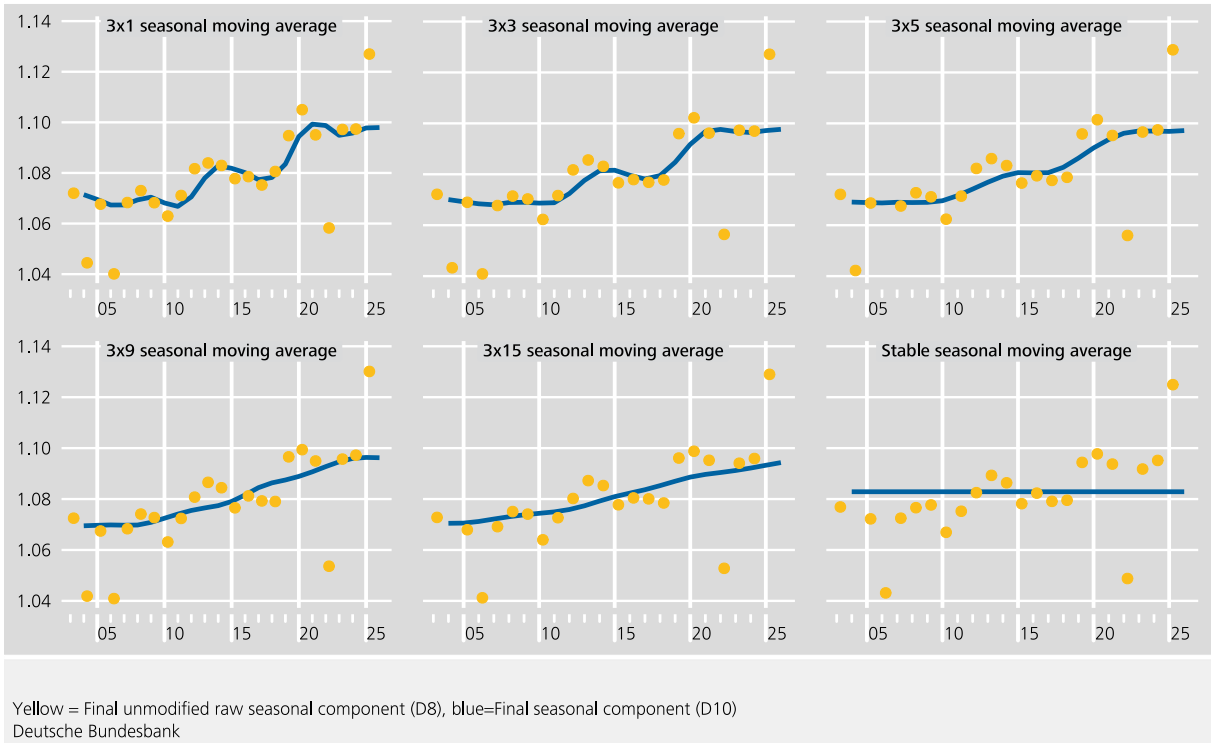 3x1 seasonal moving average 3x3 seasonal moving average 3x5 seasonal moving average
1.14
1.12
1.10
1.08
1.06
1.04
05 10 15 20 25 05 10 15 20 25 05 10 15 20 25
3x9 seasonal moving average 3x15 seasonal moving average Stable seasonal moving average
1.14
1.12
1.10
1.08
1.06
1.04
05 10 15 20 25 05 10 15 20 25 05 10 15 20 25
Yellow = Final unmodified raw seasonal component (D8), blue=Final seasonal component (D10)
Deutsche Bundesbank